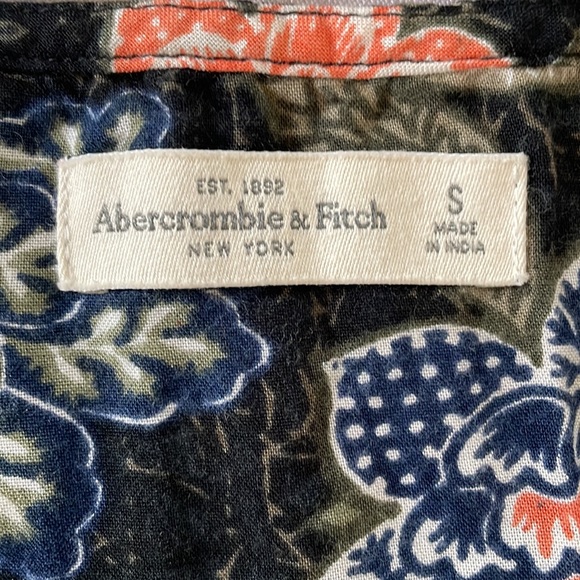 EST. 1892
Abercrombie & Fitch
NEW YORK
S
MADE
IN INDIA